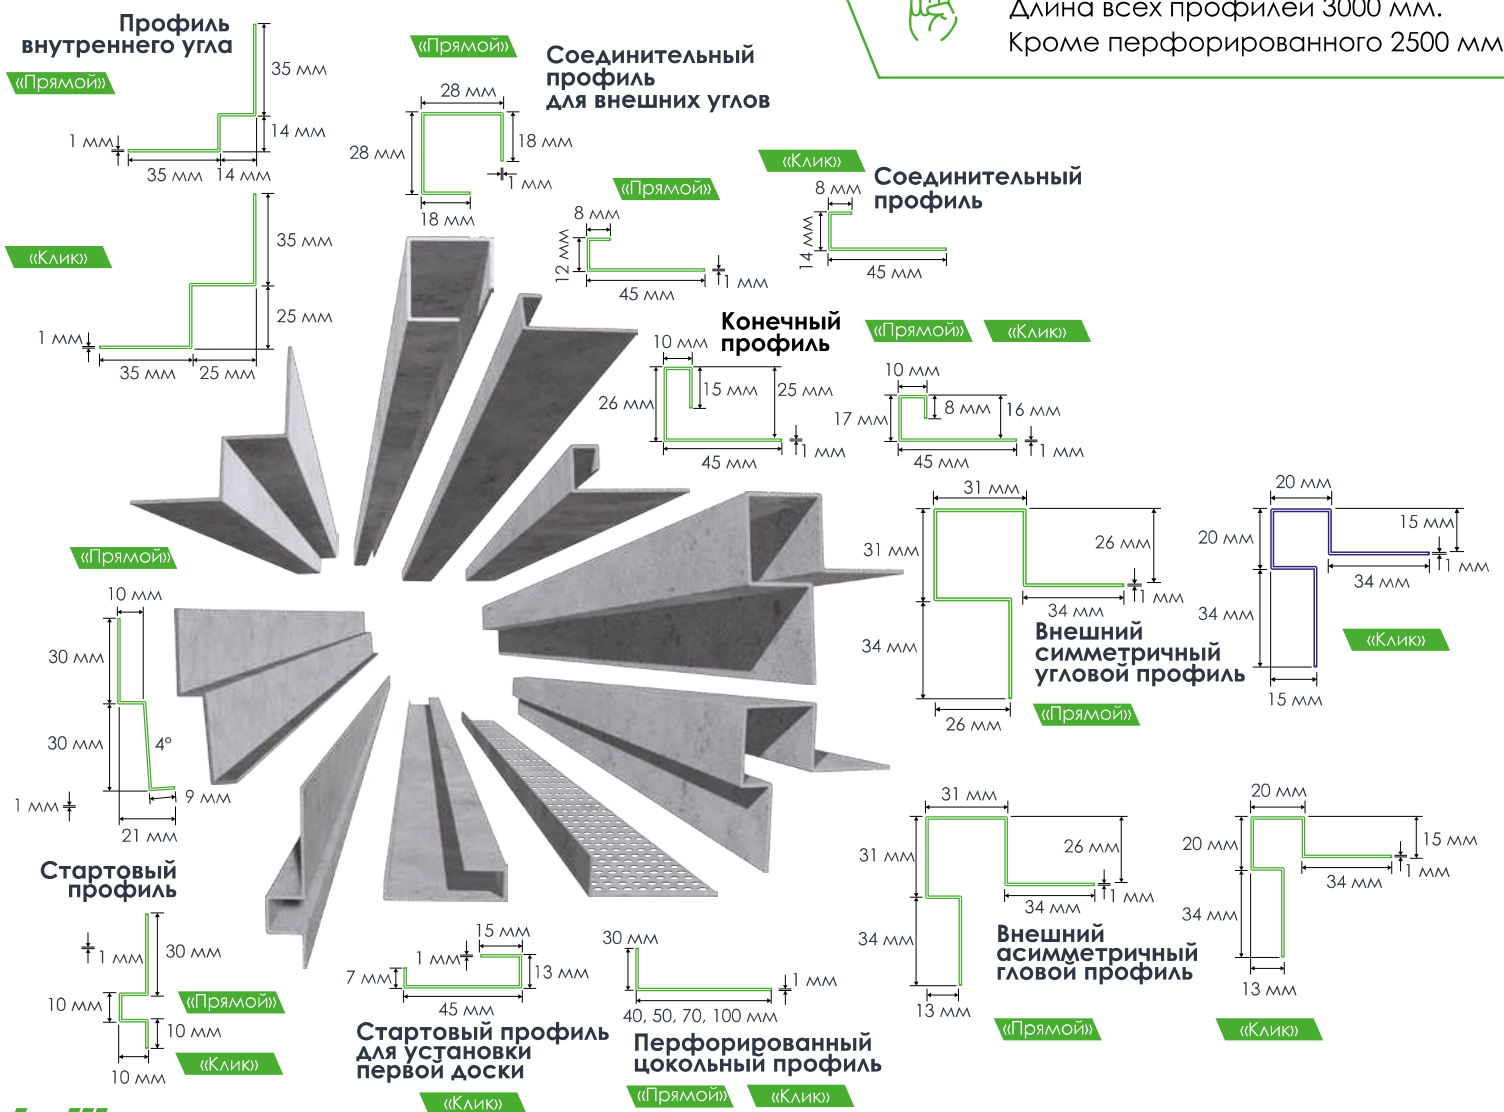 Длина всех профилей 3000 мм.
Кроме перфорированного 2500 мм
Профиль
внутреннего угла
«Прямой»
35 мм
14 мм
1 мм
35 мм
14 мм
«Клик»
35 мм
25 мм
1 мм
35 мм
25 мм
«Прямой»
Соединительный
профиль
для внешних углов
28 мм
28 мм
18 мм
1 мм
18 мм
«Прямой»
8 мм
12 мм
45 мм
1 мм
«Клик»
Соединительный
профиль
8 мм
14 мм
45 мм
Конечный
профиль
«Прямой»
«Клик»
10 мм
26 мм
15 мм
25 мм
1 мм
45 мм
10 мм
17 мм
8 мм
16 мм
1 мм
45 мм
31 мм
31 мм
26 мм
1 мм
34 мм
34 мм
26 мм
Внешний
симметричный
угловой профиль
«Прямой»
20 мм
20 мм
15 мм
1 мм
34 мм
34 мм
15 мм
«Клик»
«Прямой»
10 мм
30 мм
30 мм
4°
9 мм
1 мм
21 мм
Стартовый
профиль
1 мм
30 мм
10 мм
«Прямой»
10 мм
«Клик»
10 мм
15 мм
1 мм
7 мм
13 мм
45 мм
Стартовый профиль
для установки
первой доски
«Клик»
30 мм
1 мм
40, 50, 70, 100 мм
Перфорированный
цокольный профиль
«Прямой»
«Клик»
31 мм
31 мм
26 мм
1 мм
34 мм
34 мм
13 мм
Внешний
асимметричный
гловой профиль
«Прямой»
20 мм
20 мм
15 мм
1 мм
34 мм
34 мм
13 мм
«Клик»